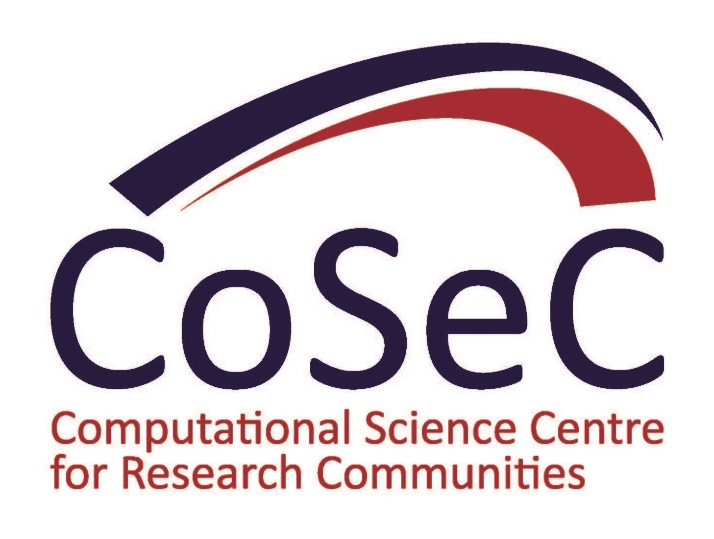 CoSeC
Computational Science Centre
for Research Communities